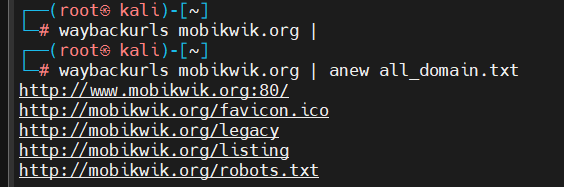 ┌──(root㉿ kali)-[~]
└─# waybackurls mobikwik.org |
┌──(root㉿ kali)-[~]
└─# waybackurls mobikwik.org | anew all_domain.txt
http://www.mobikwik.org:80/
http://mobikwik.org/favicon.ico
http://mobikwik.org/legacy
http://mobikwik.org/listing
http://mobikwik.org/robots.txt